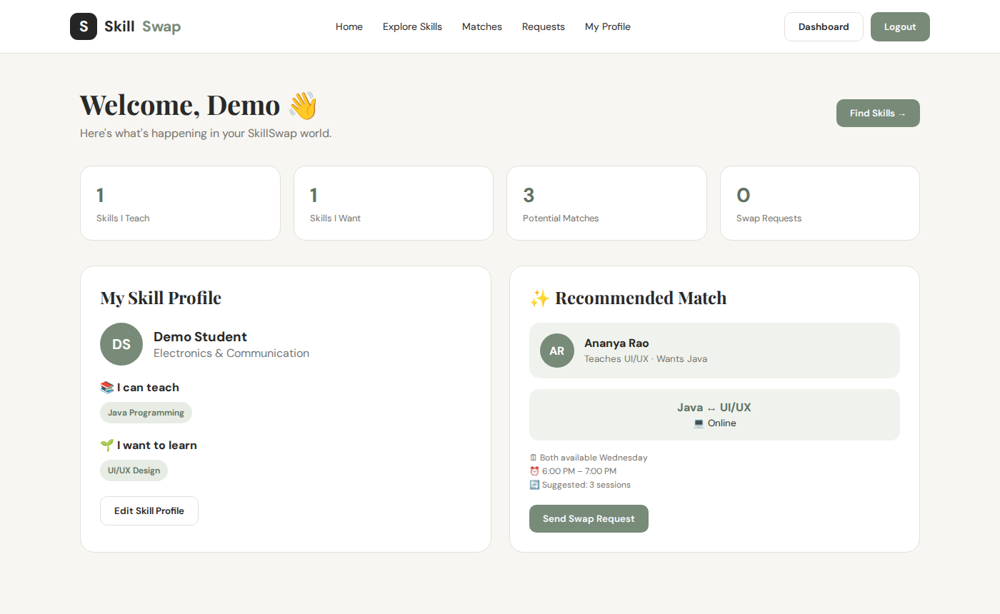 S Skill Swap Home Explore Skills Matches Requests My Profile Dashboard Logout
Welcome, Demo 👋
Here's what's happening in your SkillSwap world.
Find Skills →
1
Skills I Teach
1
Skills I Want
3
Potential Matches
0
Swap Requests
My Skill Profile
DS
Demo Student
Electronics & Communication
📚 I can teach
Java Programming
🌱 I want to learn
UI/UX Design
Edit Skill Profile
✨ Recommended Match
AR
Ananya Rao
Teaches UI/UX · Wants Java
Java ↔ UI/UX
💻 Online
🗓 Both available Wednesday
⏰ 6:00 PM – 7:00 PM
🔄 Suggested: 3 sessions
Send Swap Request